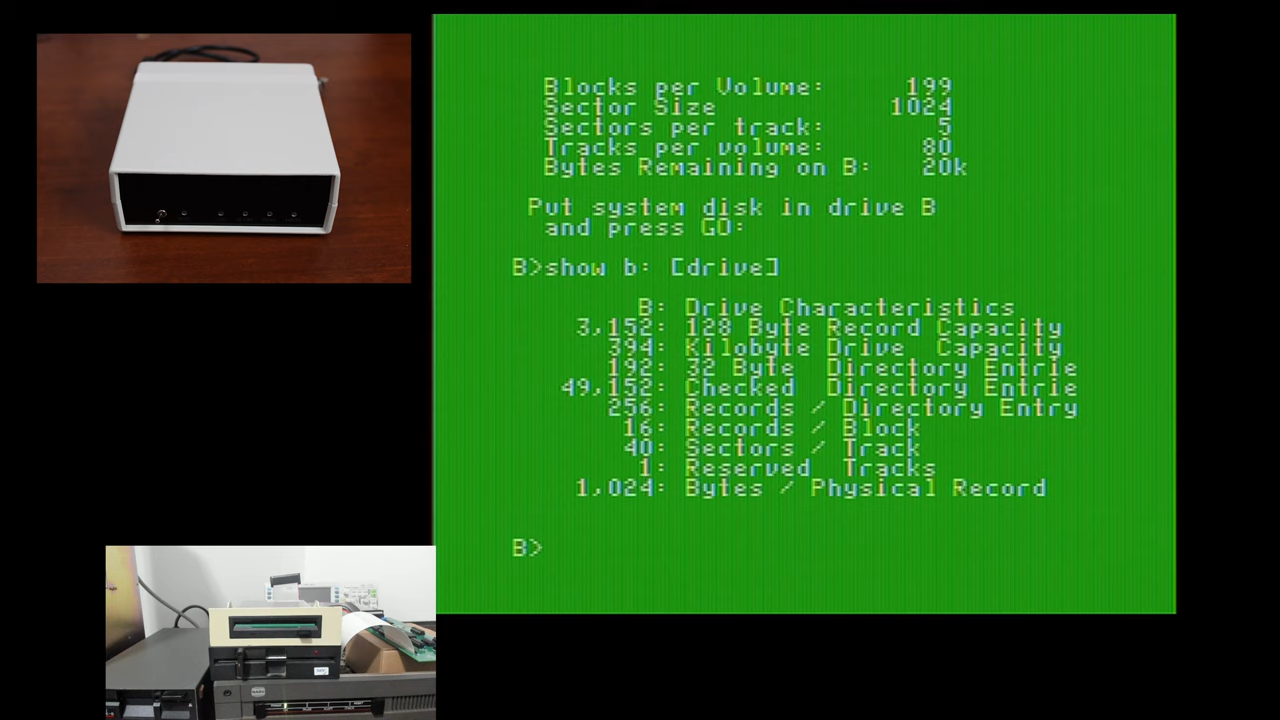 Blocks per Volume: 199
Sector Size 1024
Sectors per track: 5
Tracks per volume: 80
Bytes Remaining on B: 20k
Put system disk in drive B
and press GO:
B>show b: [drive]
B: Drive Characteristics
3,152: 128 Byte Record Capacity
394: Kilobyte Drive Capacity
192: 32 Byte Directory Entrie
49,152: Checked Directory Entrie
256: Records / Directory Entry
16: Records / Block
40: Sectors / Track
1: Reserved Tracks
1,024: Bytes / Physical Record
B>
NABU